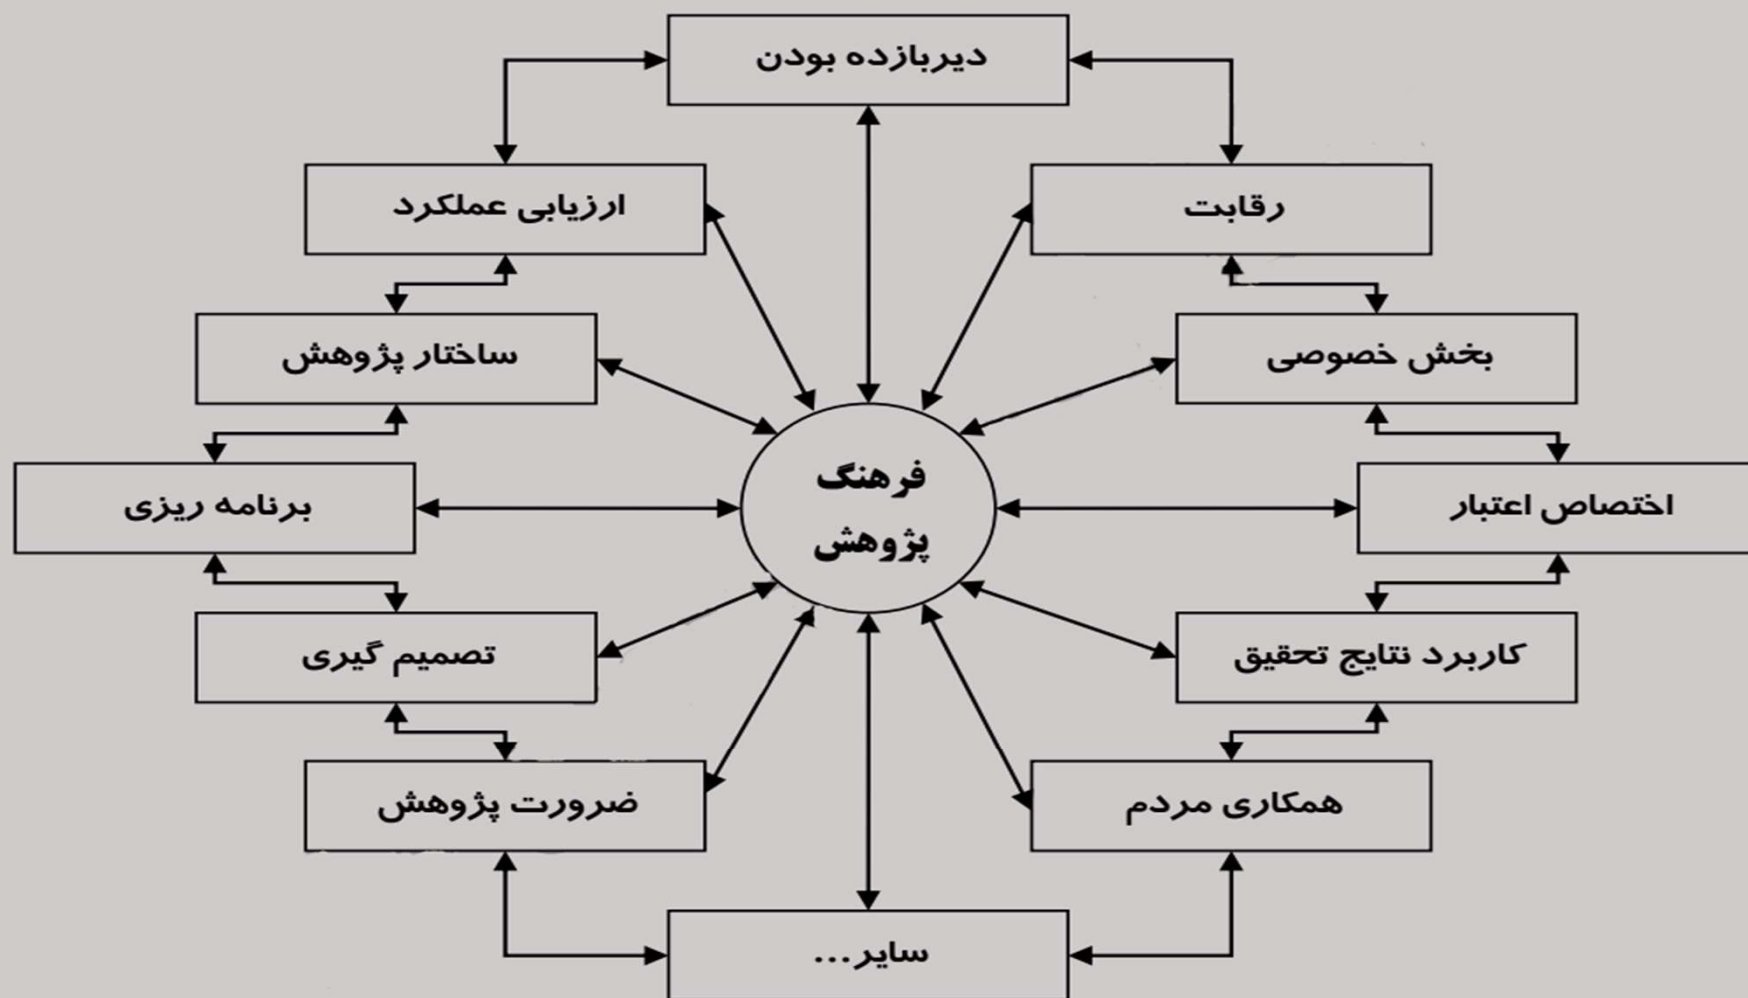 دیربازده بودن
رقابت
ارزیابی عملکرد
بخش خصوصی
ساختار پژوهش
فرهنگ
پژوهش
اختصاص اعتبار
برنامه ریزی
کاربرد نتایج تحقیق
تصمیم گیری
همکاری مردم
ضرورت پژوهش
سایر...